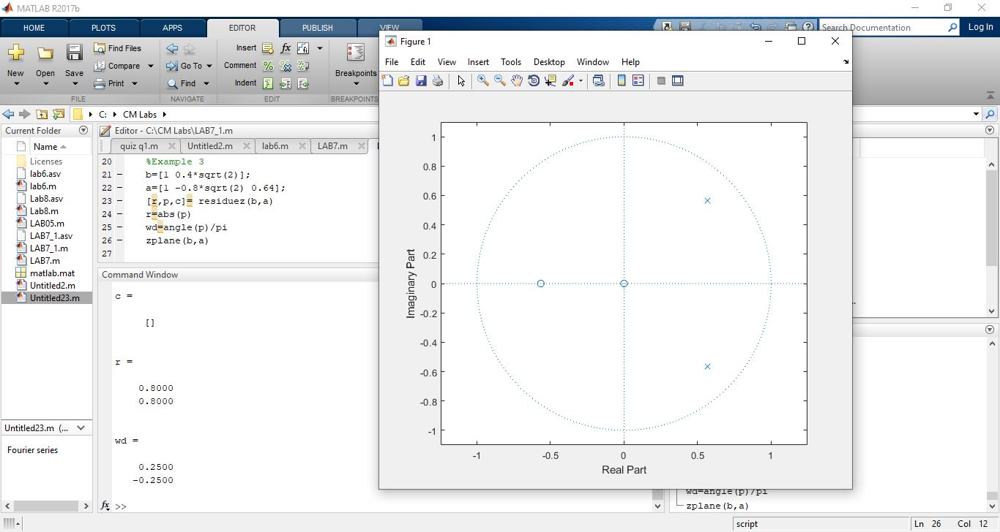 MATLAB R2017b
HOME PLOTS APPS EDITOR PUBLISH VIEW
Search Documentation Log In
New Open Save
Find Files
Compare
Print
FILE
Go To
Find
NAVIGATE
Insert fx
Comment % %
Indent
EDIT
Breakpoints
BREAKPOINTS
C: CM Labs
Current Folder
Name
Licenses
lab6.asv
lab6.m
Lab8.asv
Lab8.m
LAB05.m
LAB7_1.asv
LAB7_1.m
LAB7.m
matlab.mat
Untitled2.m
Untitled23.m
Untitled23.m (...
Fourier series
Editor - C:\CM Labs\LAB7_1.m
quiz q1.m Untitled2.m lab6.m LAB7.m
20 %Example 3
21 – b=[1 0.4*sqrt(2)];
22 – a=[1 -0.8*sqrt(2) 0.64];
23 – [r,p,c]= residuez(b,a)
24 – r=abs(p)
25 – wd=angle(p)/pi
26 – zplane(b,a)
27
Command Window
c =
[]
r =
0.8000
0.8000
wd =
0.2500
-0.2500
fx >>
Figure 1
File Edit View Insert Tools Desktop Window Help
1
0.8
0.6
0.4
0.2
0
-0.2
-0.4
-0.6
-0.8
-1
Imaginary Part
-1 -0.5 0 0.5 1
Real Part
wd=angle(p)/pi
zplane(b,a)
script Ln 26 Col 12